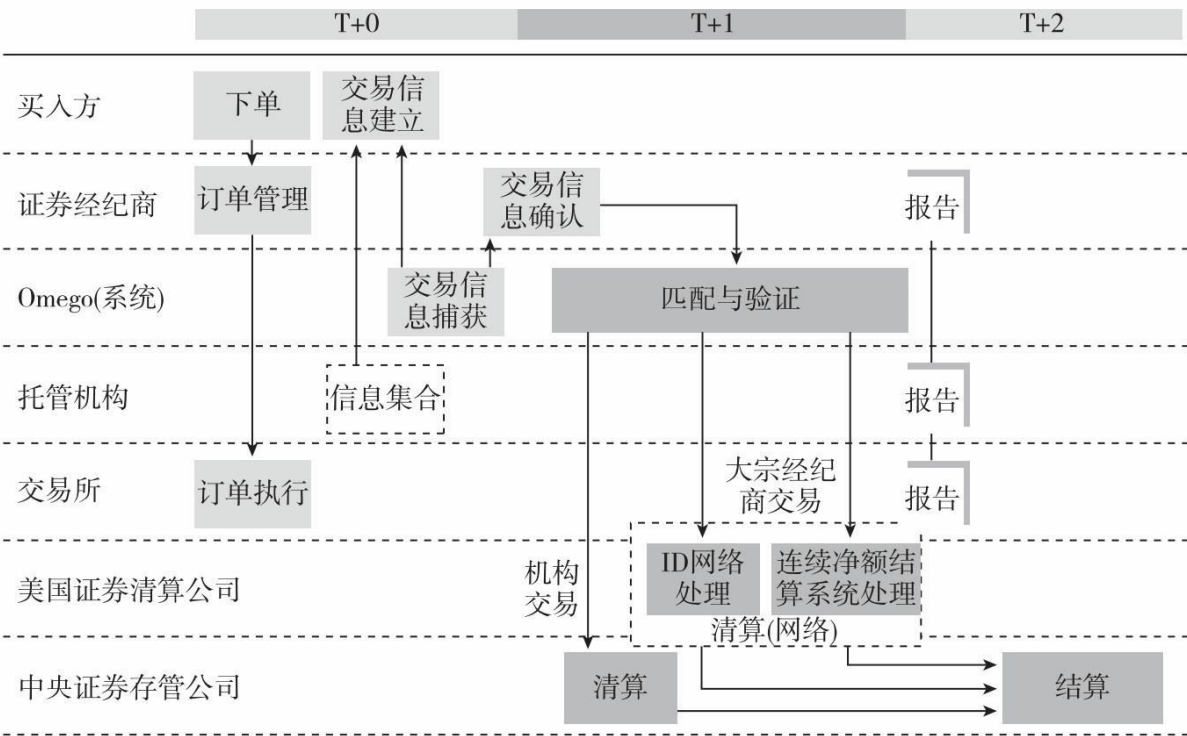 T+0 T+1 T+2
买入方 下单 交易信
息建立
证券经纪商 订单管理 交易信
息确认 报告
Omego(系统) 交易信
息捕获 匹配与验证
托管机构 信息集合 报告
交易所 订单执行 大宗经纪
商交易 报告
美国证券清算公司 机构
交易 ID网络
处理 连续净额结
算系统处理
清算(网络)
中央证券存管公司 清算 结算